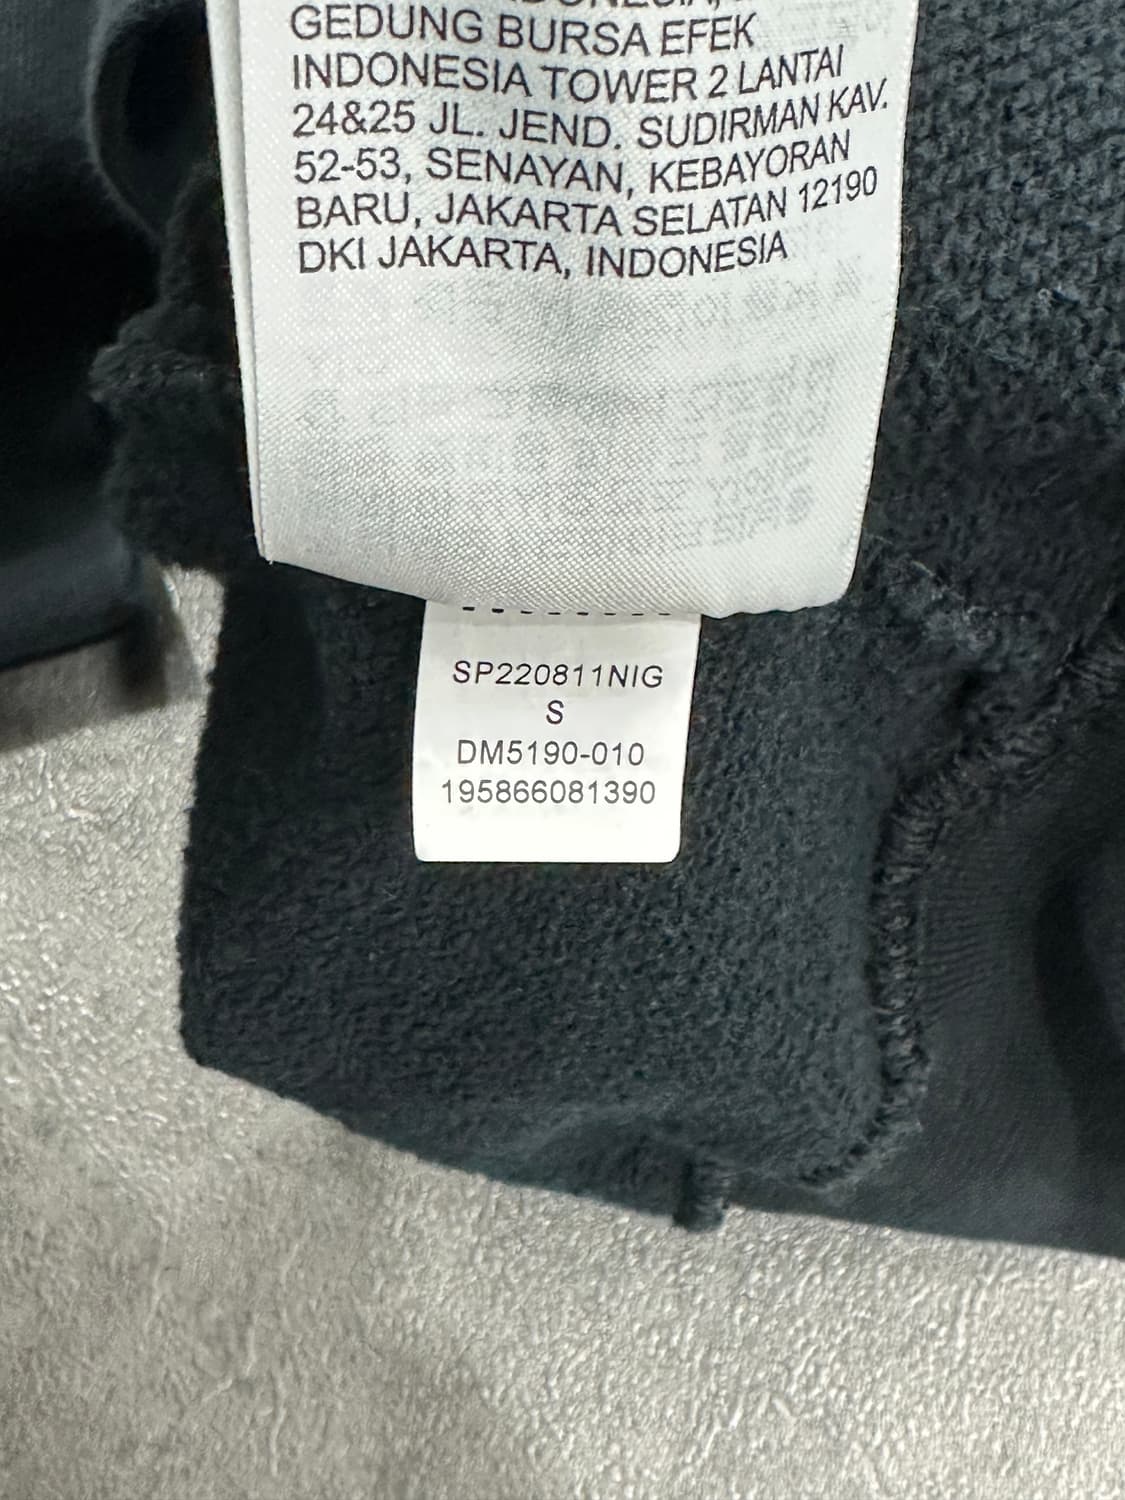 GEDUNG BURSA EFEK
INDONESIA TOWER 2 LANTAI
24&25 JL. JEND. SUDIRMAN KAV.
52-53, SENAYAN, KEBAYORAN
BARU, JAKARTA SELATAN 12190
DKI JAKARTA, INDONESIA
SP220811NIG
S
DM5190-010
195866081390